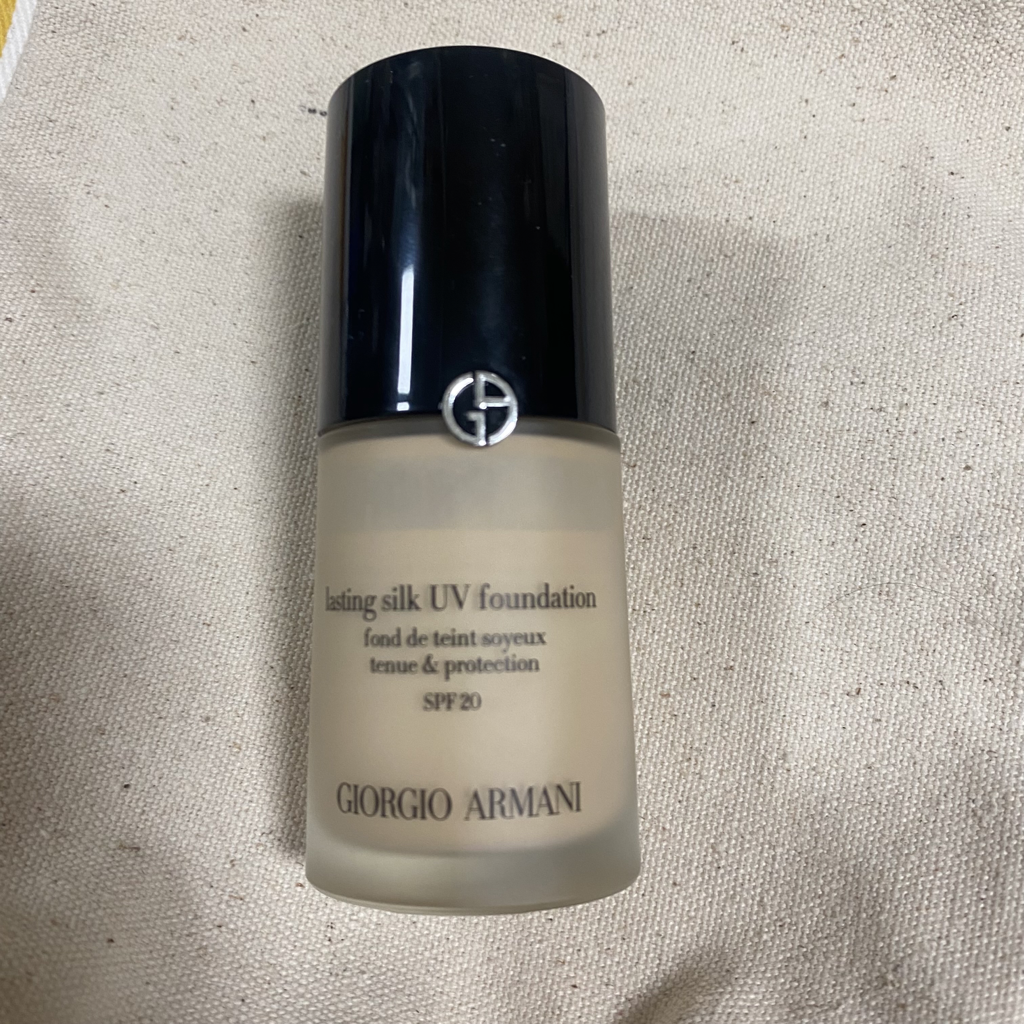 lasting silk UV foundation
fond de teint soyeux
tenue & protection
SPF 20
GIORGIO ARMANI